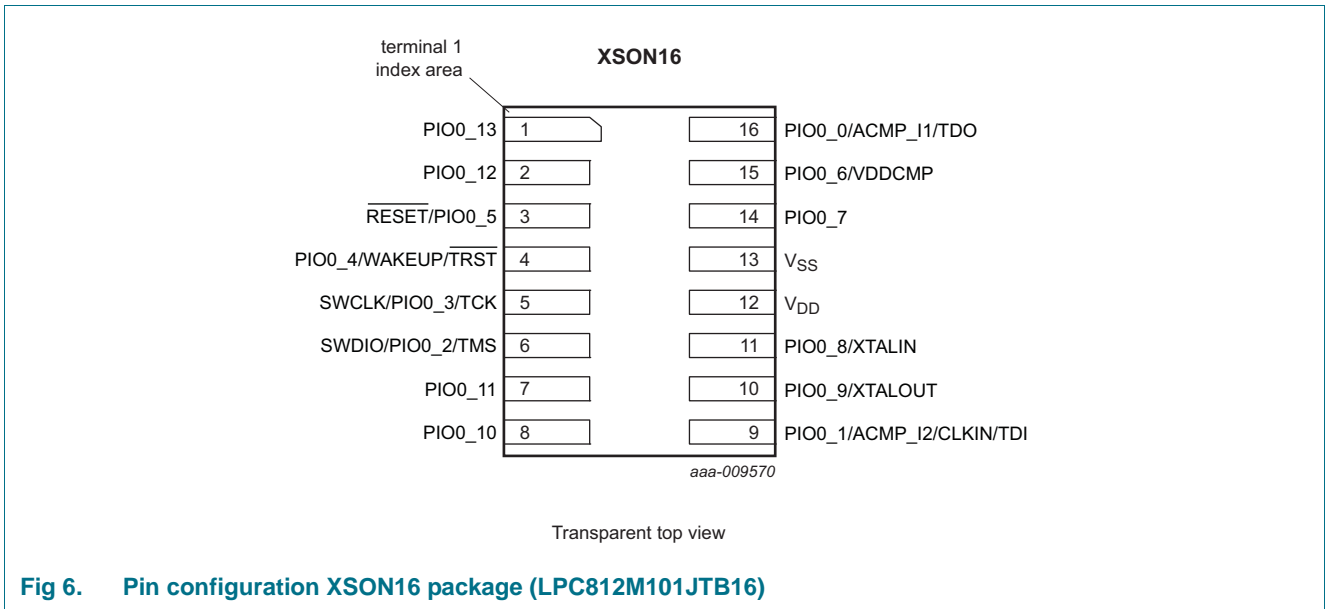 terminal 1
index area
XSON16
PIO0_13 1 16 PIO0_0/ACMP_I1/TDO
PIO0_12 2 15 PIO0_6/VDDCMP
RESET/PIO0_5 3 14 PIO0_7
PIO0_4/WAKEUP/TRST 4 13 VSS
SWCLK/PIO0_3/TCK 5 12 VDD
SWDIO/PIO0_2/TMS 6 11 PIO0_8/XTALIN
PIO0_11 7 10 PIO0_9/XTALOUT
PIO0_10 8 9 PIO0_1/ACMP_I2/CLKIN/TDI
aaa-009570
Transparent top view
Fig 6. Pin configuration XSON16 package (LPC812M101JTB16)